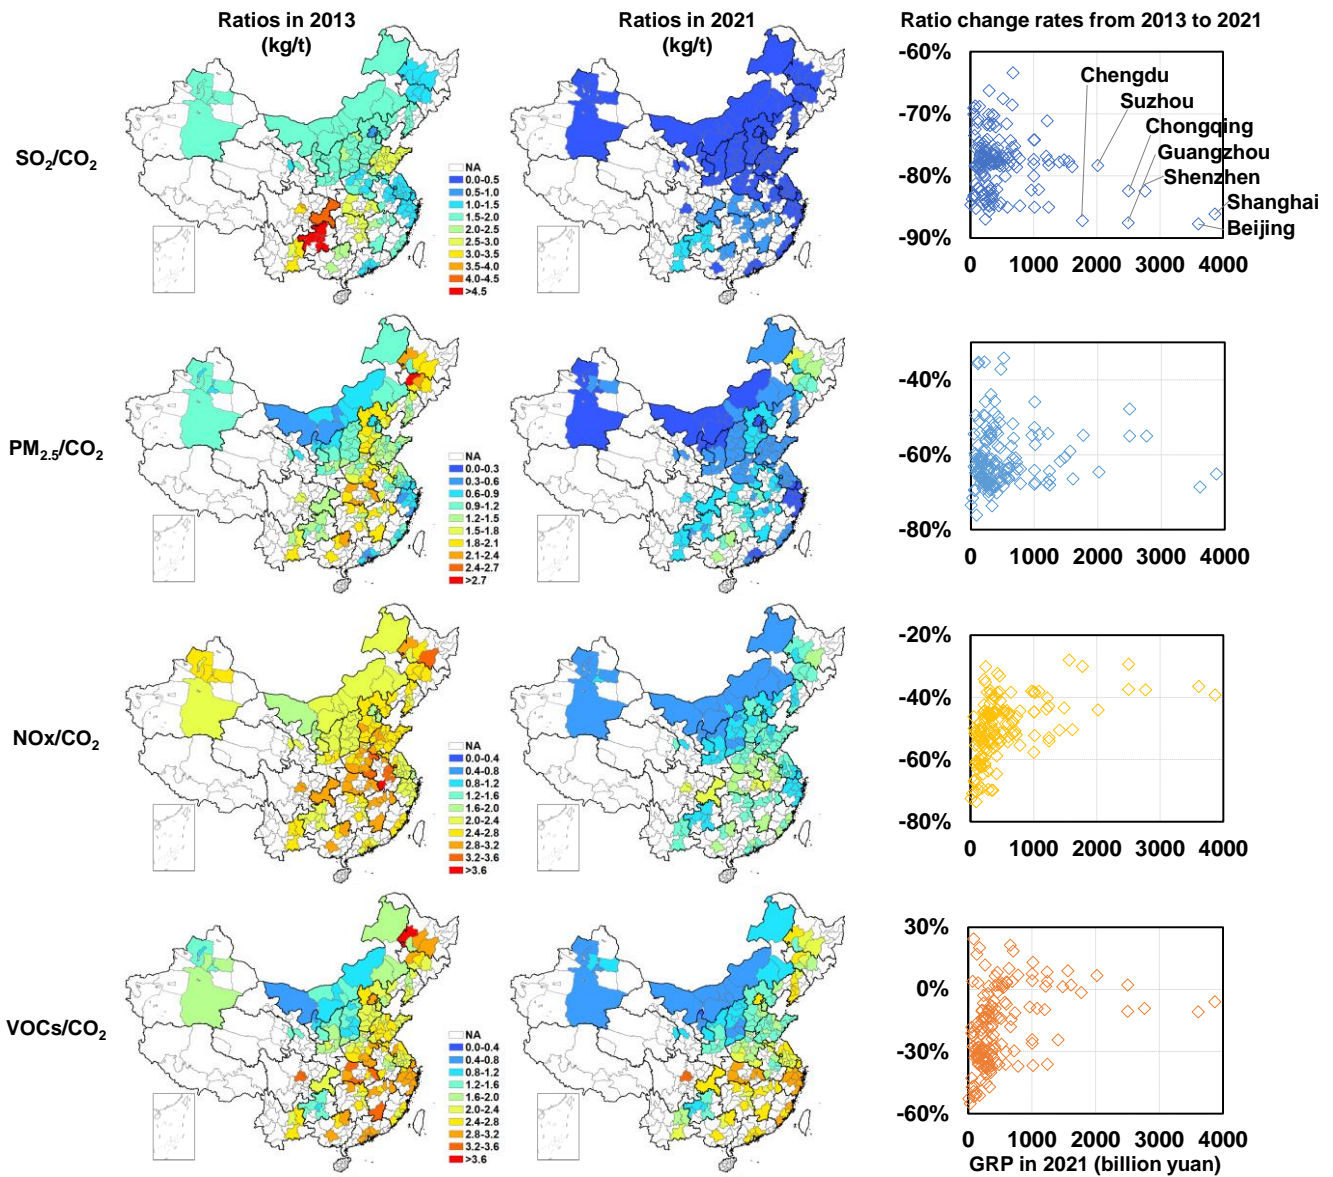 Ratios in 2013
(kg/t)
Ratios in 2021
(kg/t)
Ratio change rates from 2013 to 2021
SO2/CO2
NA
0.0-0.5
0.5-1.0
1.0-1.5
1.5-2.0
2.0-2.5
2.5-3.0
3.0-3.5
3.5-4.0
4.0-4.5
>4.5
-60%
-70%
-80%
-90%
Chengdu
Suzhou
Chongqing
Guangzhou
Shenzhen
Shanghai
Beijing
0 1000 2000 3000 4000
PM2.5/CO2
NA
0.0-0.3
0.3-0.6
0.6-0.9
0.9-1.2
1.2-1.5
1.5-1.8
1.8-2.1
2.1-2.4
2.4-2.7
>2.7
-40%
-60%
-80%
0 1000 2000 3000 4000
NOx/CO2
NA
0.0-0.4
0.4-0.8
0.8-1.2
1.2-1.6
1.6-2.0
2.0-2.4
2.4-2.8
2.8-3.2
3.2-3.6
>3.6
-20%
-40%
-60%
-80%
0 1000 2000 3000 4000
VOCs/CO2
NA
0.0-0.4
0.4-0.8
0.8-1.2
1.2-1.6
1.6-2.0
2.0-2.4
2.4-2.8
2.8-3.2
3.2-3.6
>3.6
30%
0%
-30%
-60%
0 1000 2000 3000 4000
GRP in 2021 (billion yuan)